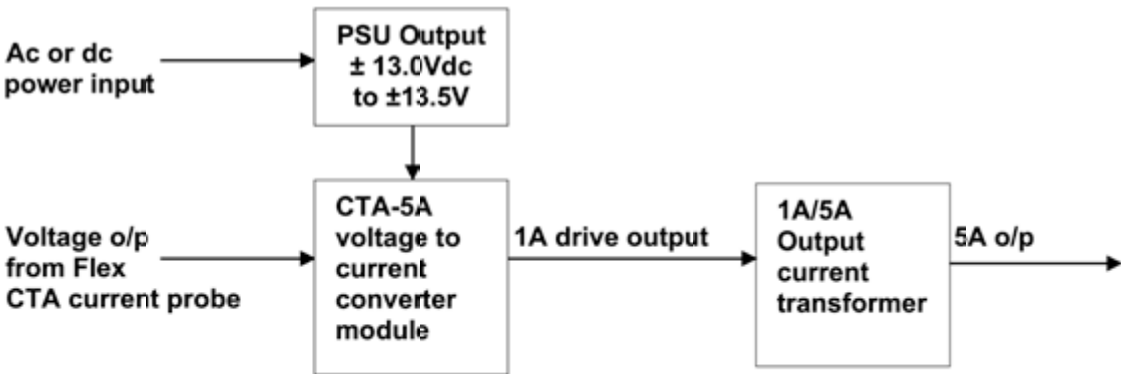 Ac or dc
power input
PSU Output
± 13.0Vdc
to ±13.5V
Voltage o/p
from Flex
CTA current probe
CTA-5A
voltage to
current
converter
module
1A drive output
1A/5A
Output
current
transformer
5A o/p